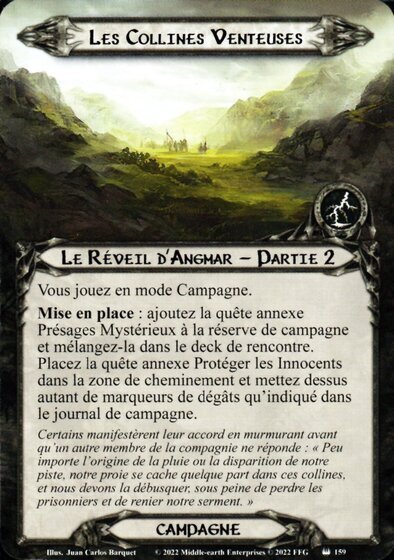 Les Collines Venteuses
Le Réveil d'Angmar – Partie 2
Vous jouez en mode Campagne.
Mise en place : ajoutez la quête annexe
Présages Mystérieux à la réserve de campagne
et mélangez-la dans le deck de rencontre.
Placez la quête annexe Protéger les Innocents
dans la zone de cheminement et mettez dessus
autant de marqueurs de dégâts qu'indiqué dans
le journal de campagne.
Certains manifestèrent leur accord en murmurant avant
qu'un autre membre de la compagnie ne réponde : « Peu
importe l'origine de la pluie ou la disparition de notre
piste, notre proie se cache quelque part dans ces collines,
et nous devons la débusquer, sous peine de perdre les
prisonniers et de renier notre serment. »
CAMPAGNE
Illus. Juan Carlos Barquet © 2022 Middle-earth Enterprises © 2022 FFG 159